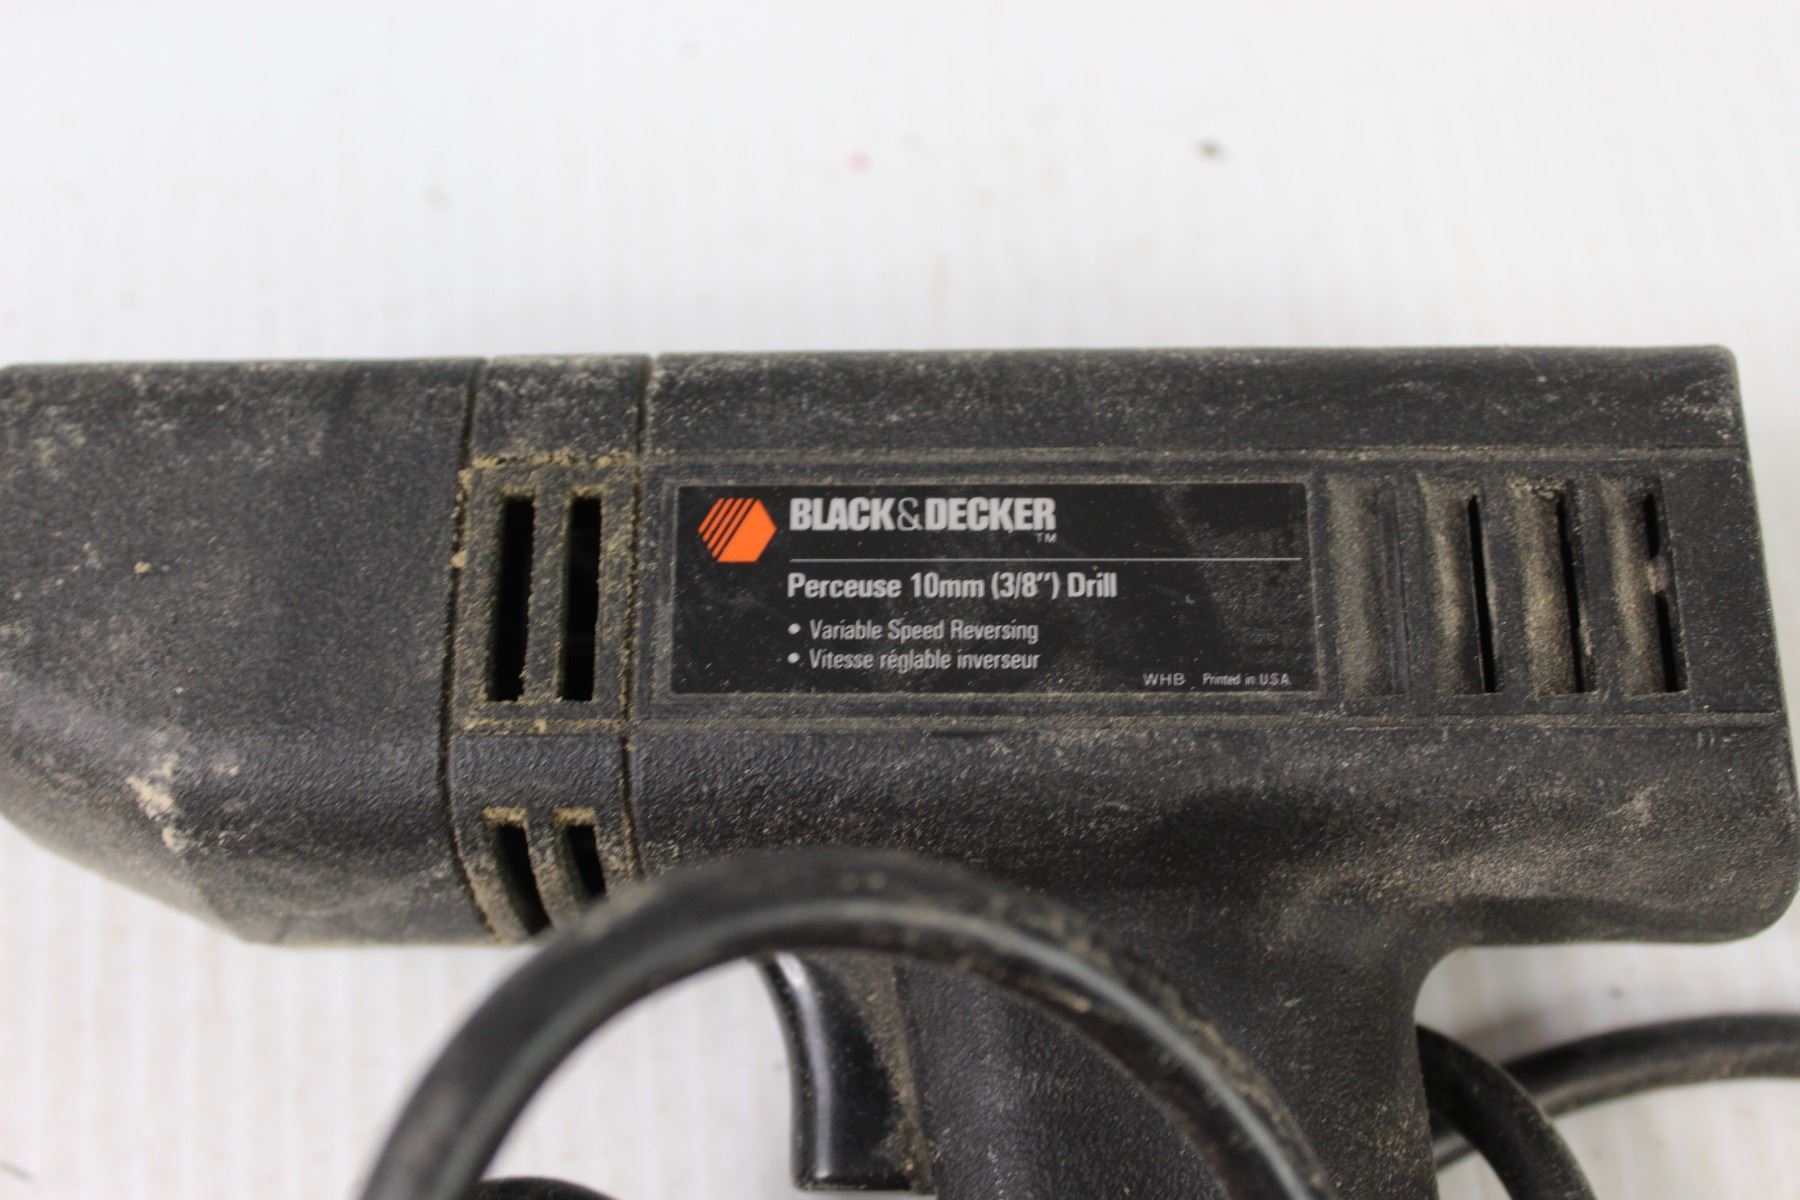 BLACK&DECKER
TM
Perceuse 10mm (3/8") Drill
• Variable Speed Reversing
• Vitesse réglable inverseur
WHB Printed in U.S.A.